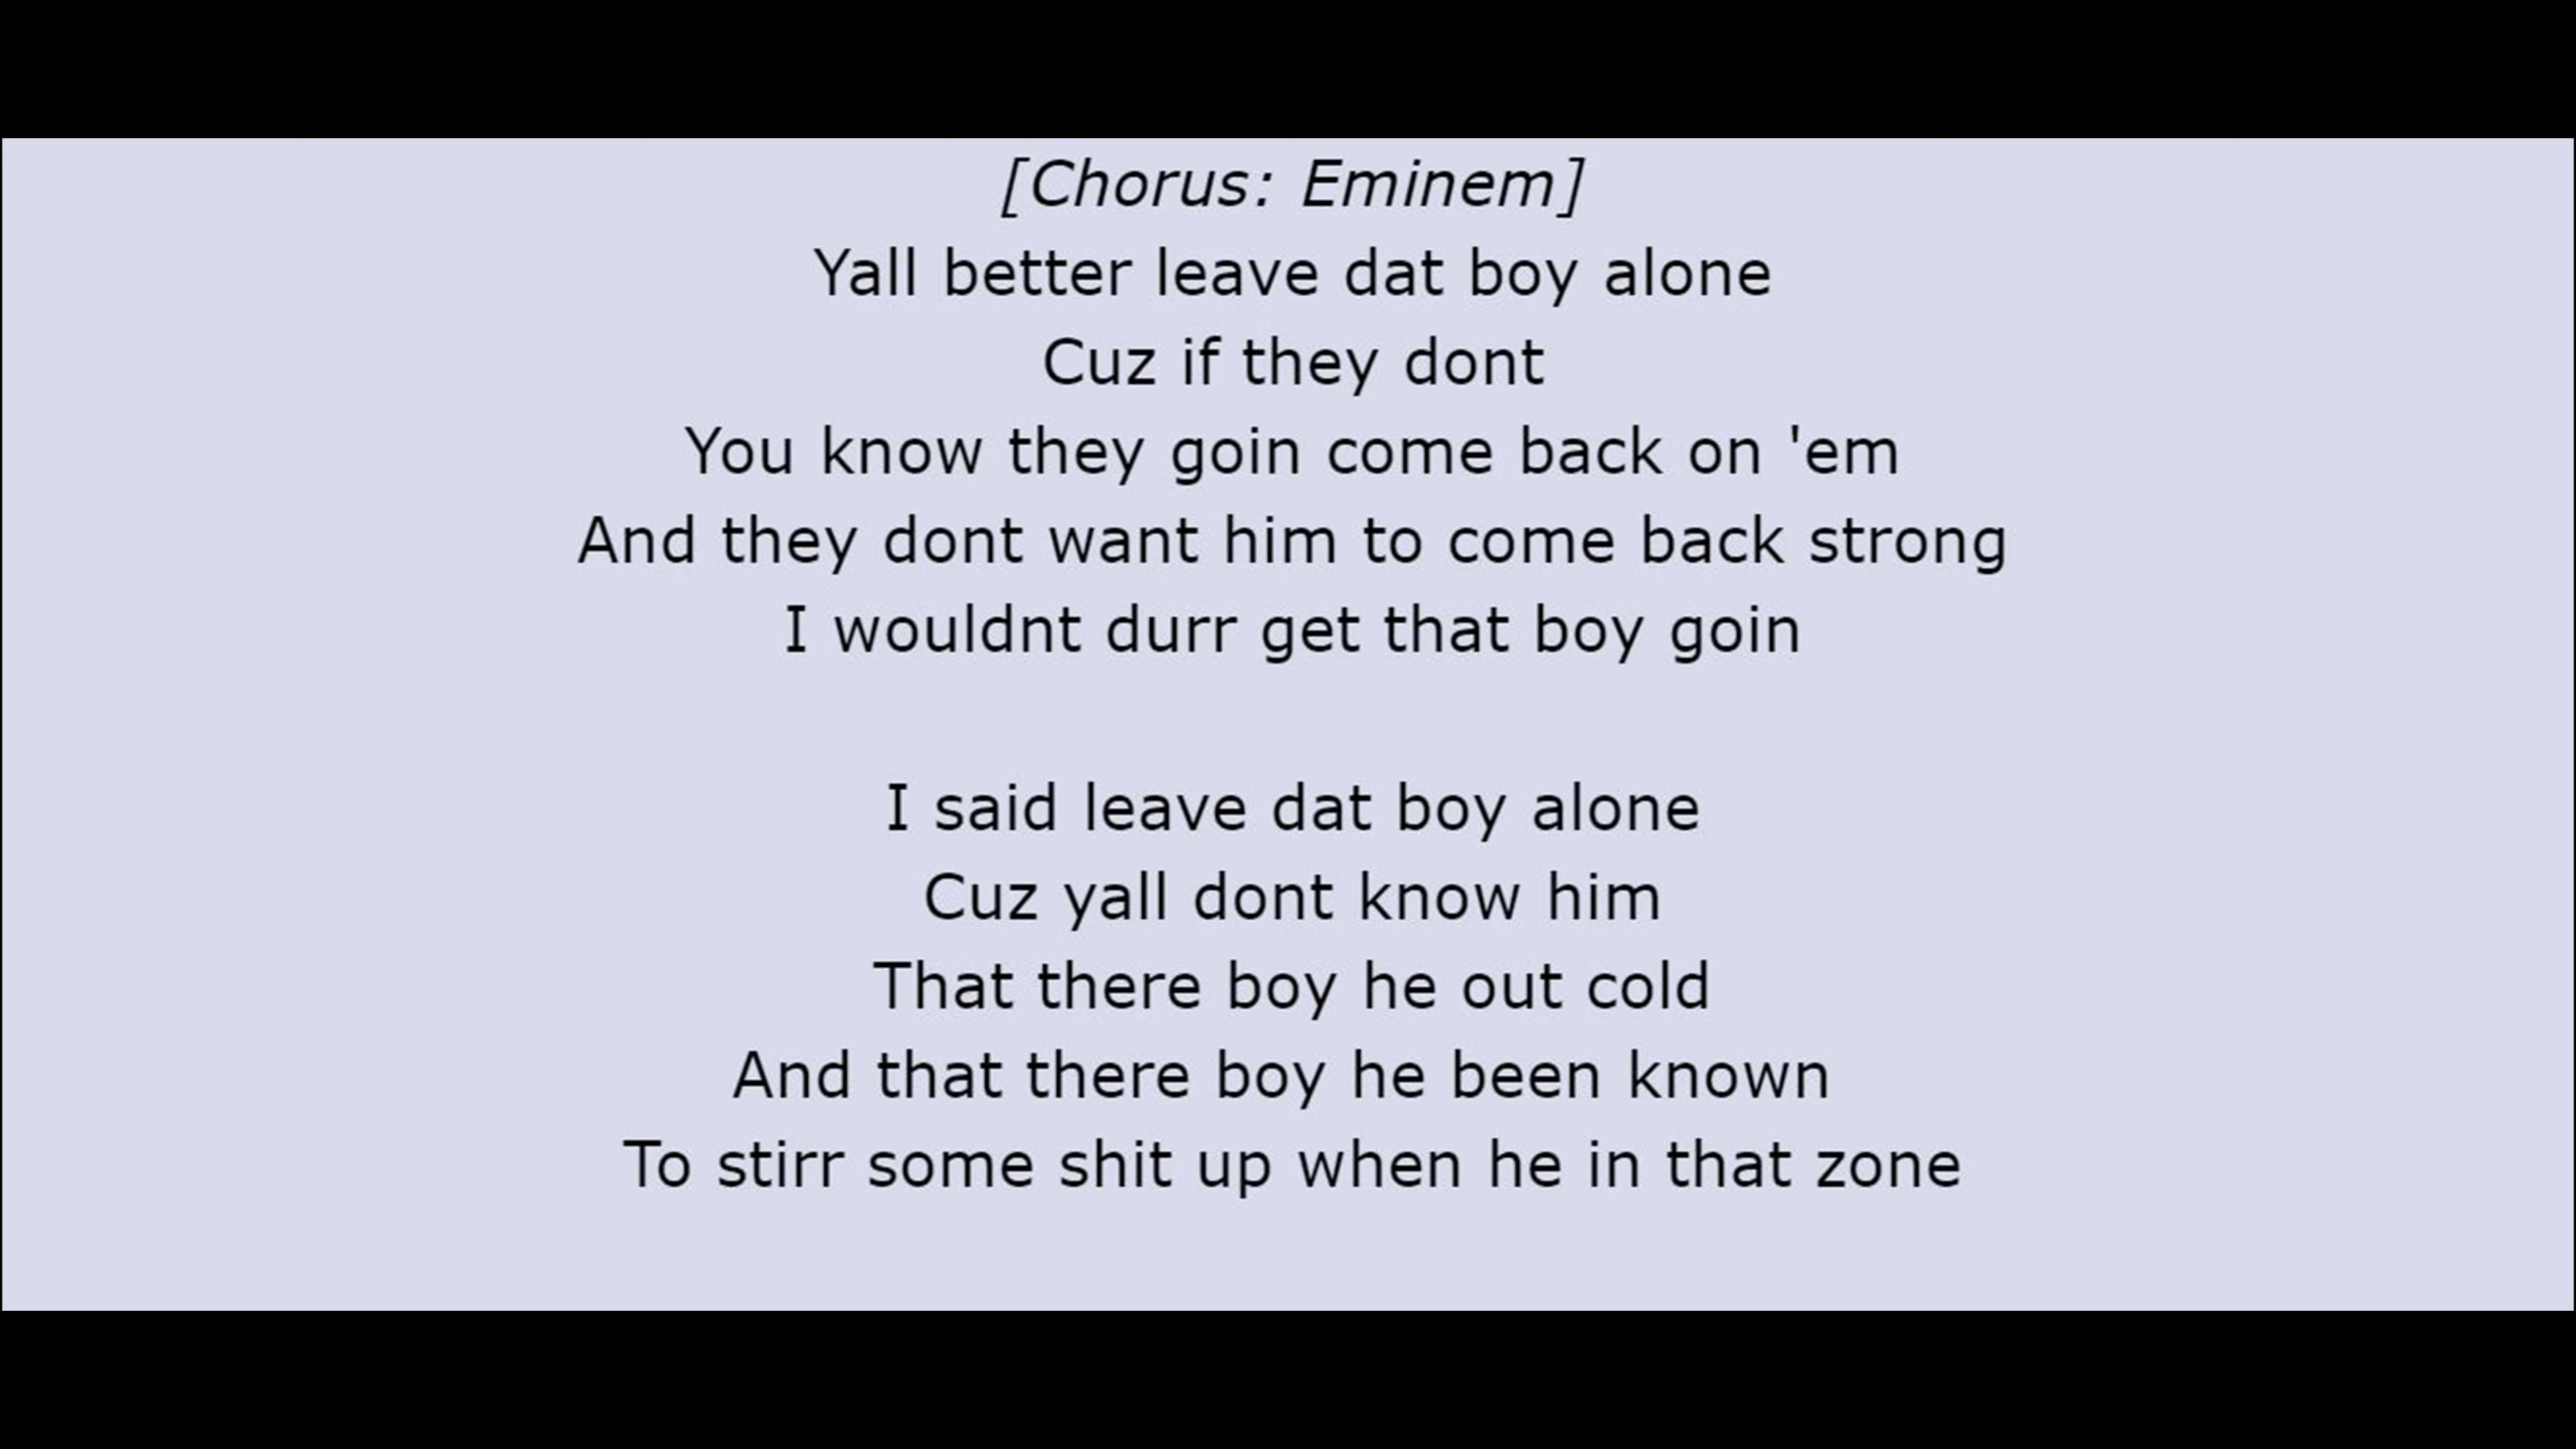 [Chorus: Eminem]
Yall better leave dat boy alone
Cuz if they dont
You know they goin come back on 'em
And they dont want him to come back strong
I wouldnt durr get that boy goin
I said leave dat boy alone
Cuz yall dont know him
That there boy he out cold
And that there boy he been known
To stirr some shit up when he in that zone